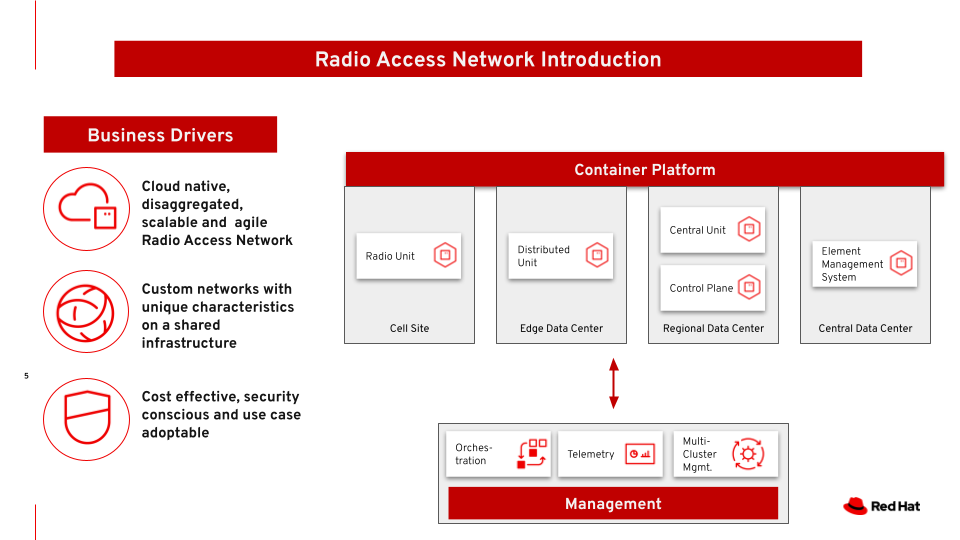 Radio Access Network Introduction
Business Drivers
Cloud native,
disaggregated,
scalable and agile
Radio Access Network
Custom networks with
unique characteristics
on a shared
infrastructure
Cost effective, security
conscious and use case
adoptable
5
Container Platform
Radio Unit
Cell Site
Distributed
Unit
Edge Data Center
Central Unit
Control Plane
Regional Data Center
Element
Management
System
Central Data Center
Orches-
tration
Telemetry
Multi-
Cluster
Mgmt.
Management
Red Hat